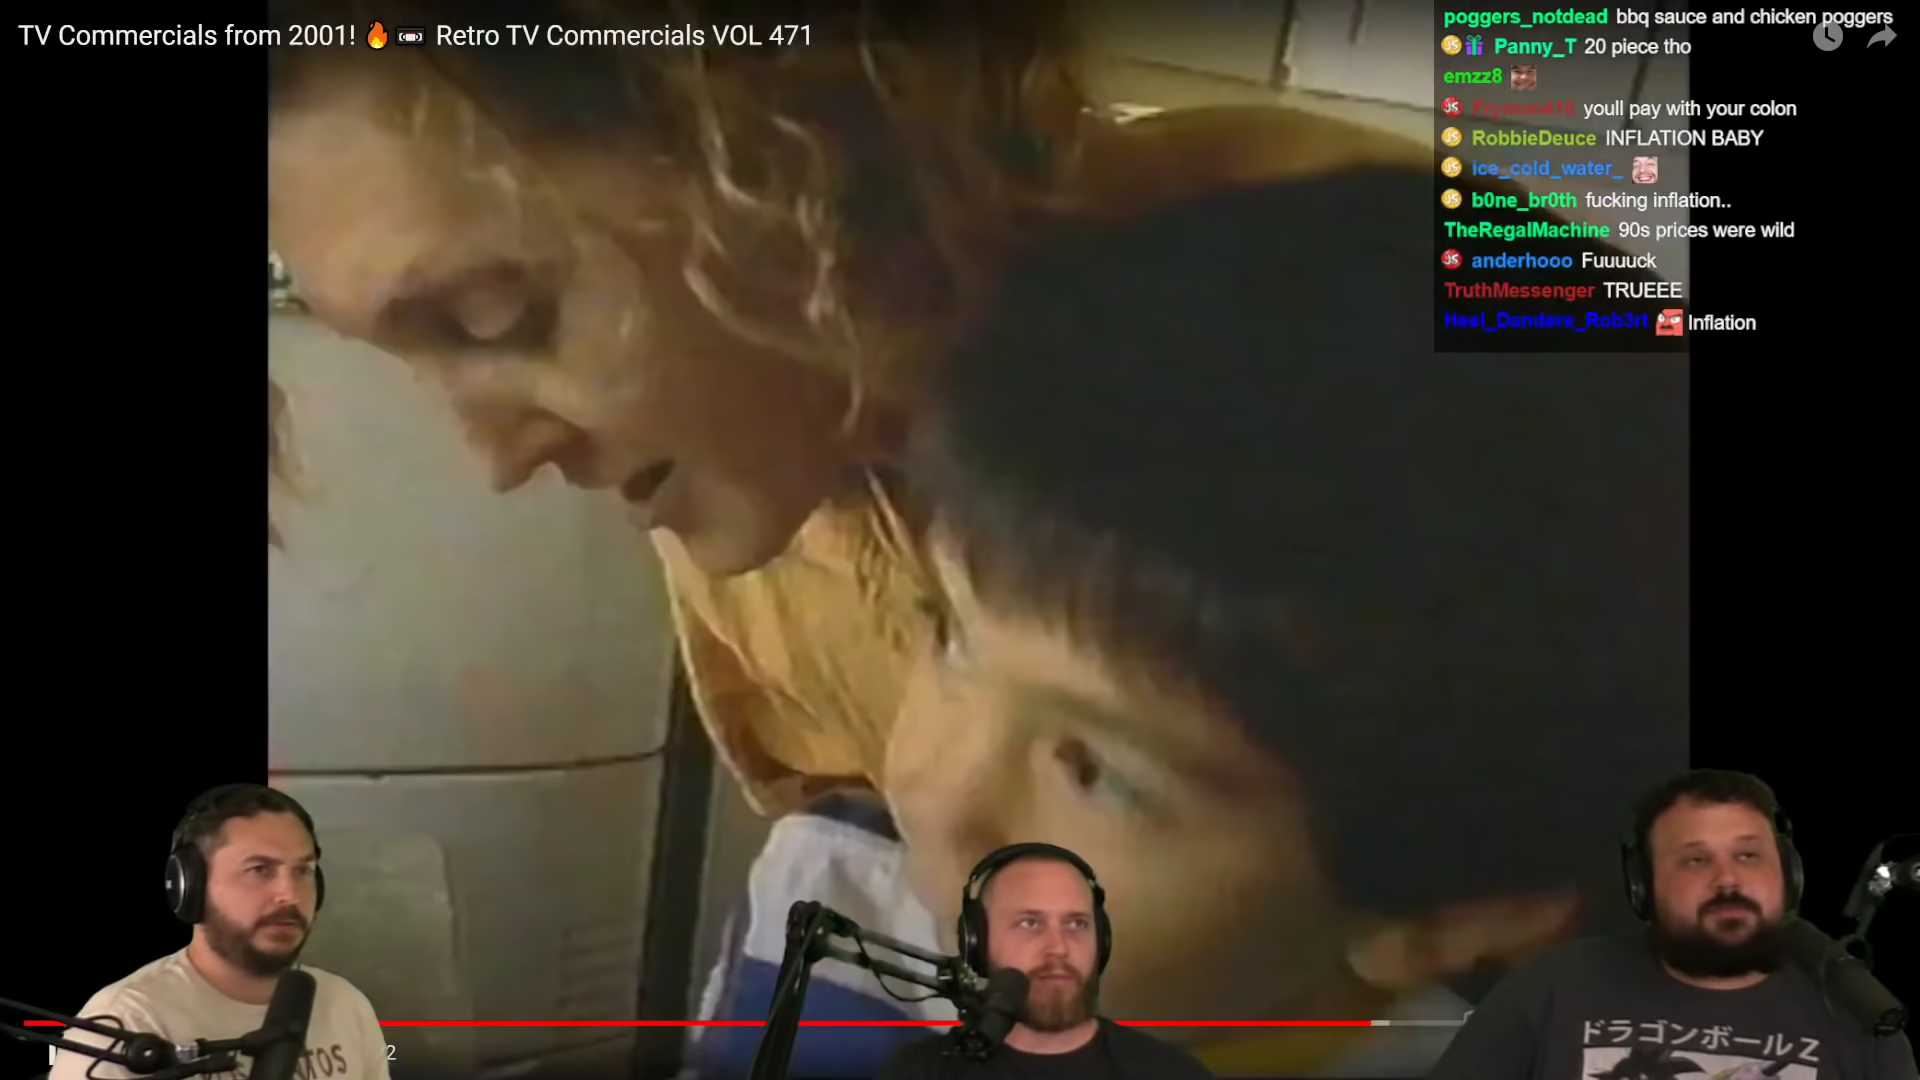 TV Commercials from 2001! 🔥📼 Retro TV Commercials VOL 471
poggers_notdead bbq sauce and chicken poggers
Panny_T 20 piece tho
emzz8
Fryman416 youll pay with your colon
RobbieDeuce INFLATION BABY
ice_cold_water_
b0ne_br0th fucking inflation..
TheRegalMachine 90s prices were wild
anderhooo Fuuuuck
TruthMessenger TRUEEE
Heel_Dandere_Rob3rt Inflation
ドラゴンボールZ